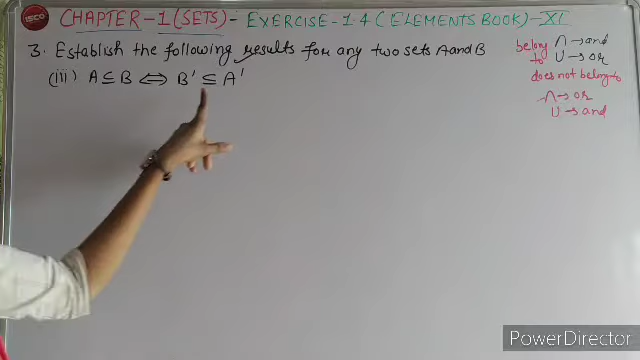 ISCO CHAPTER-1 (SETS)- EXERCISE-1.4 (ELEMENTS BOOK)-XI
3. Establish the following results for any two sets A and B
(iii) A ⊆ B ⟺ B' ⊆ A'
belong to ∩ → and
∪ → or
does not belong to
∩ → or
∪ → and
PowerDirector